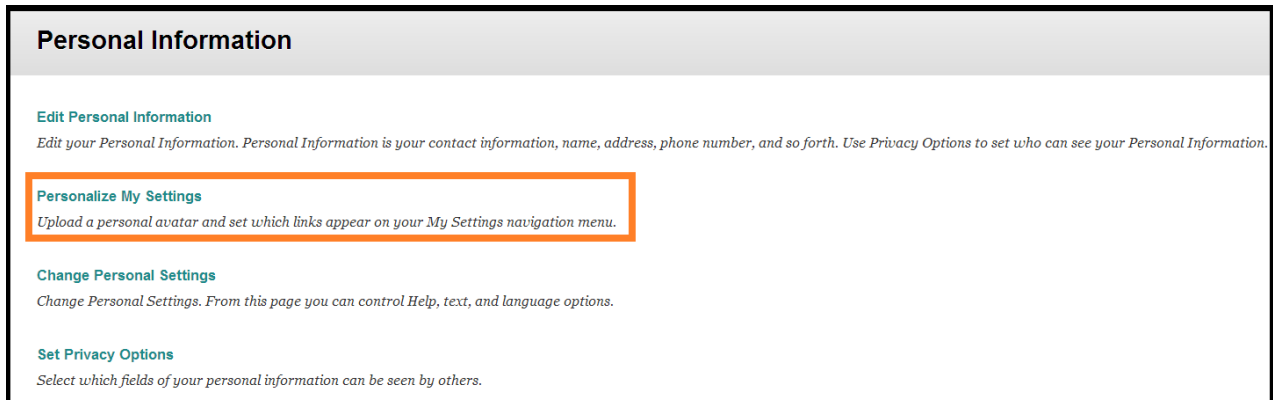 Personal Information
Edit Personal Information
Edit your Personal Information. Personal Information is your contact information, name, address, phone number, and so forth. Use Privacy Options to set who can see your Personal Information.
Personalize My Settings
Upload a personal avatar and set which links appear on your My Settings navigation menu.
Change Personal Settings
Change Personal Settings. From this page you can control Help, text, and language options.
Set Privacy Options
Select which fields of your personal information can be seen by others.